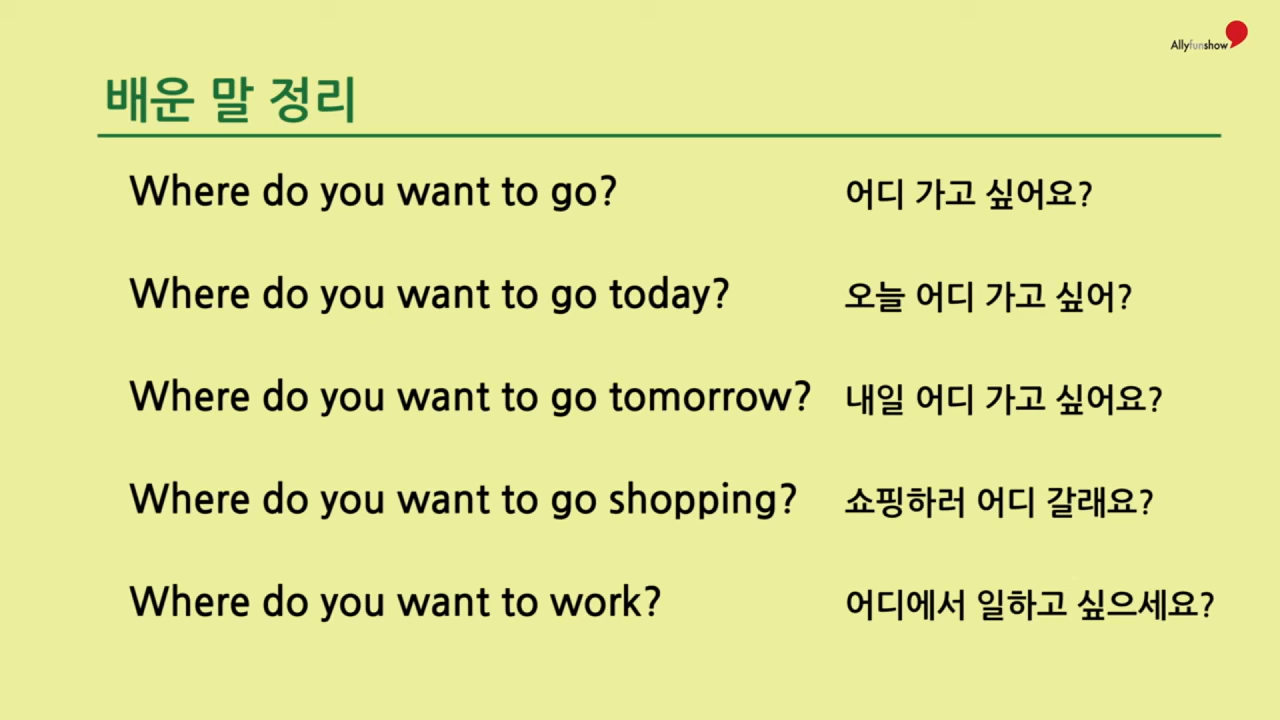 Allyfunshow
배운 말 정리
Where do you want to go? 어디 가고 싶어요?
Where do you want to go today? 오늘 어디 가고 싶어?
Where do you want to go tomorrow? 내일 어디 가고 싶어요?
Where do you want to go shopping? 쇼핑하러 어디 갈래요?
Where do you want to work? 어디에서 일하고 싶으세요?